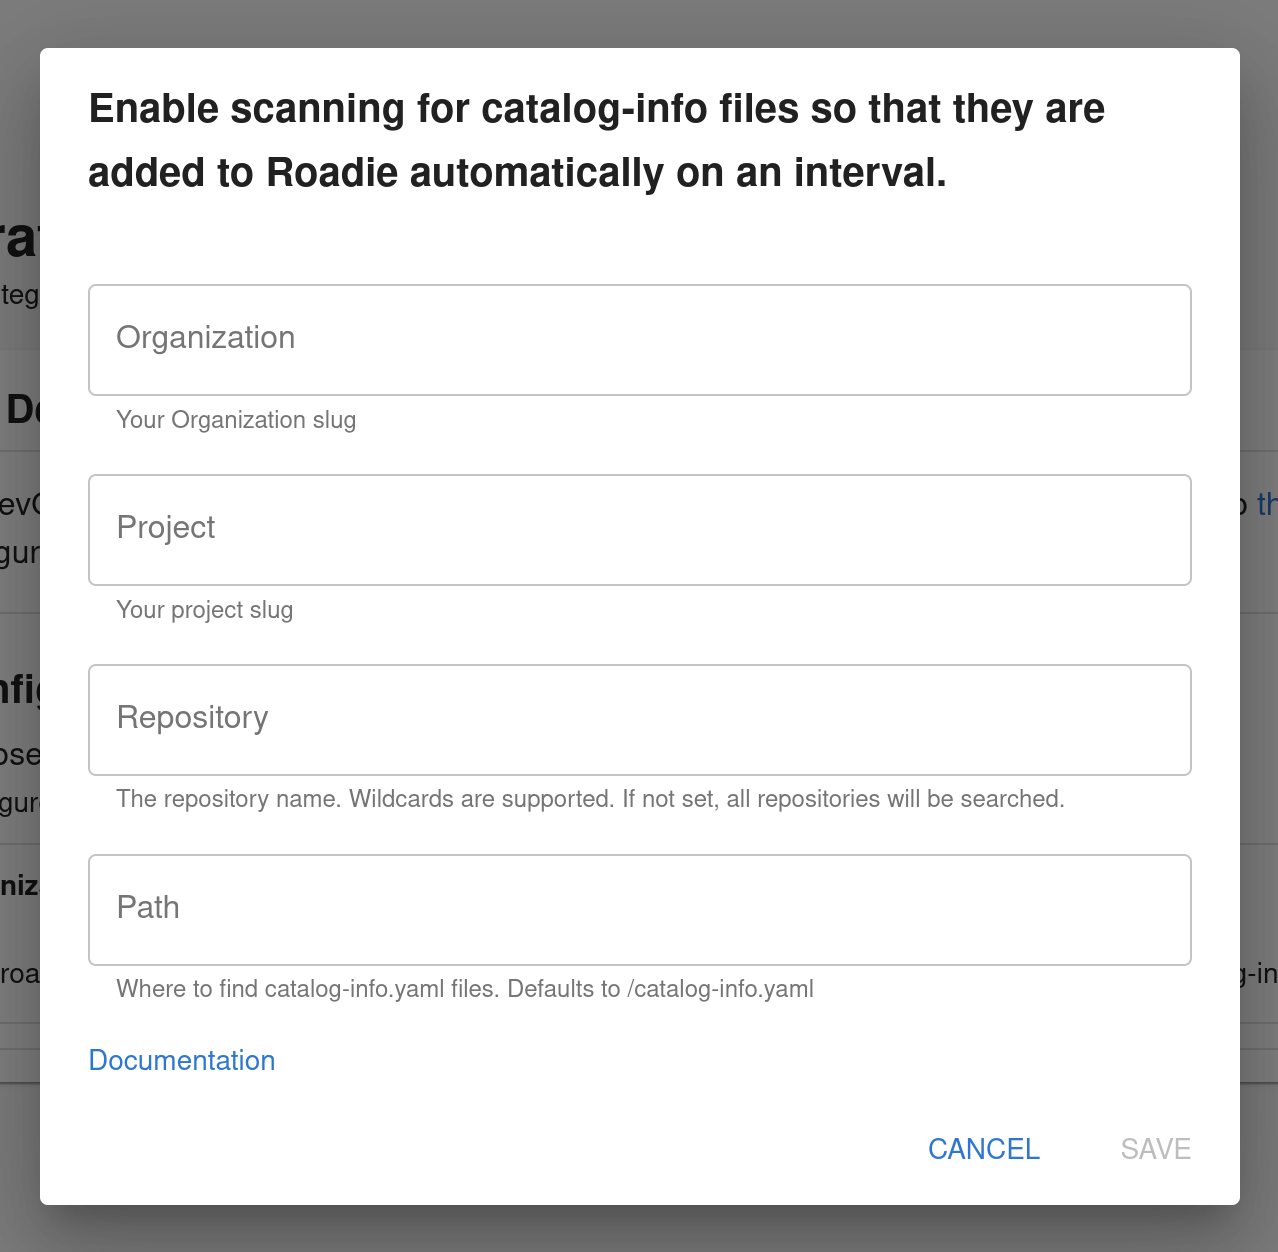 Enable scanning for catalog-info files so that they are
added to Roadie automatically on an interval.
Organization
Your Organization slug
Project
Your project slug
Repository
The repository name. Wildcards are supported. If not set, all repositories will be searched.
Path
Where to find catalog-info.yaml files. Defaults to /catalog-info.yaml
Documentation
CANCEL SAVE